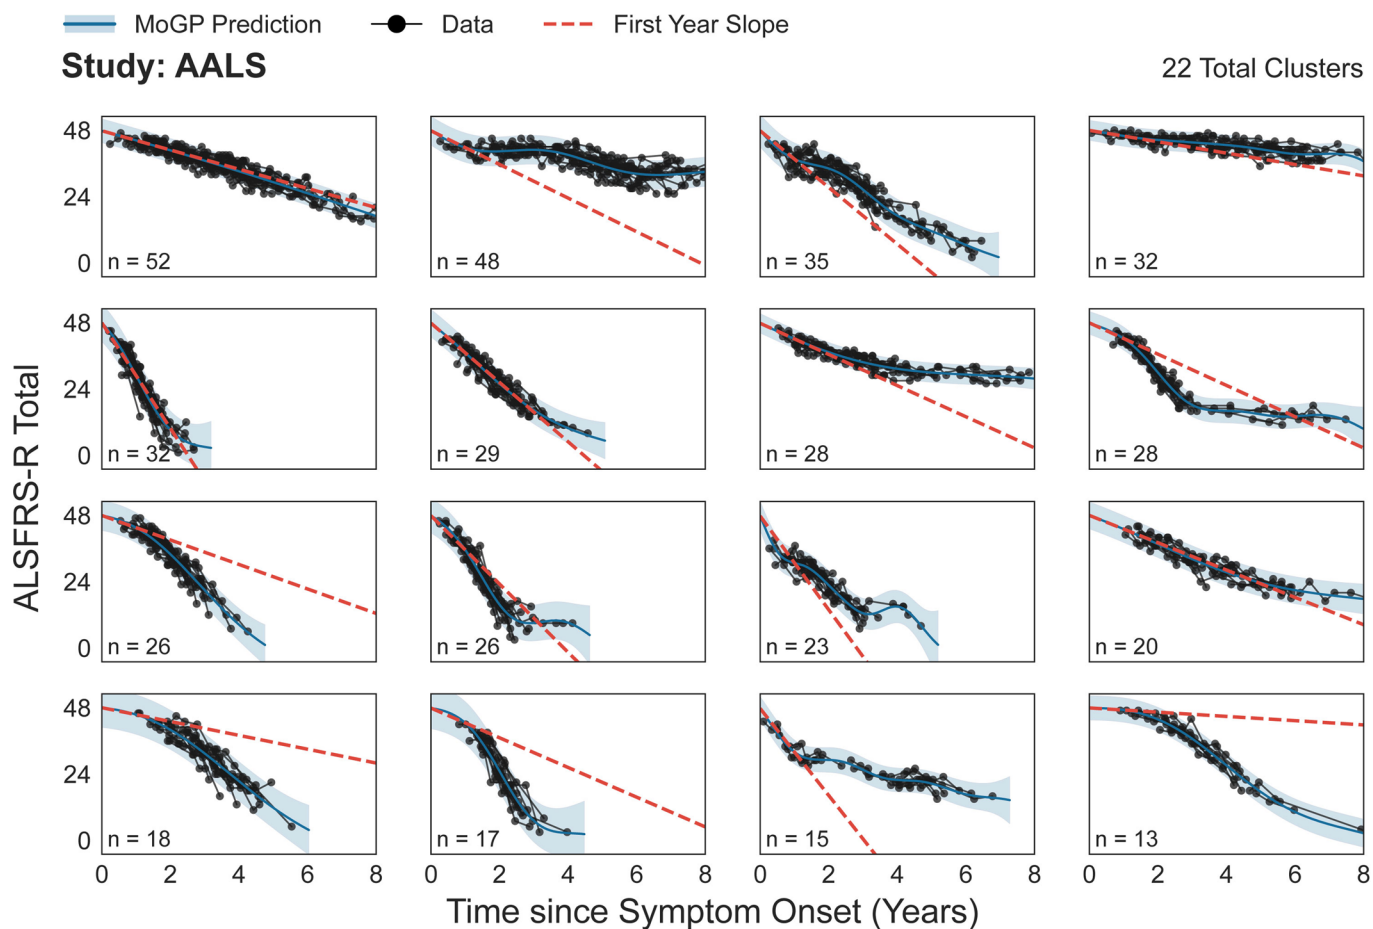 MoGP Prediction Data First Year Slope
Study: AALS 22 Total Clusters
ALSFRS-R Total
48
24
0
n = 52
n = 48
n = 35
n = 32
48
24
0
n = 32
n = 29
n = 28
n = 28
48
24
0
n = 26
n = 26
n = 23
n = 20
48
24
0
n = 18
n = 17
n = 15
n = 13
0 2 4 6 8 0 2 4 6 8 0 2 4 6 8 0 2 4 6 8
Time since Symptom Onset (Years)